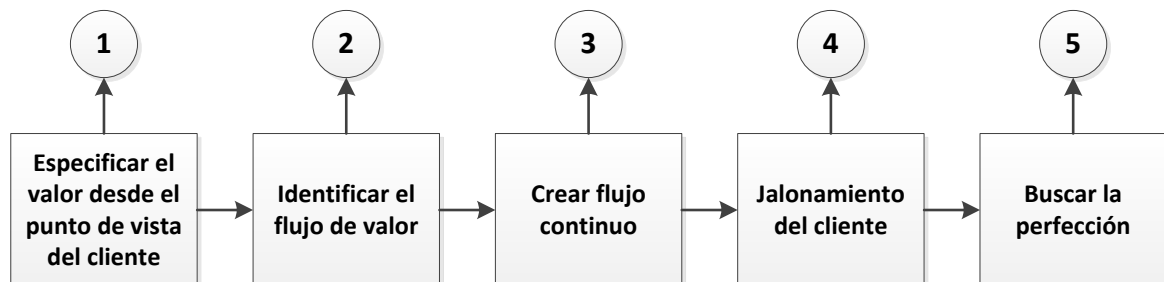 1
2
3
4
5
Especificar el
valor desde el
punto de vista
del cliente
Identificar el
flujo de valor
Crear flujo
continuo
Jalonamiento
del cliente
Buscar la
perfección